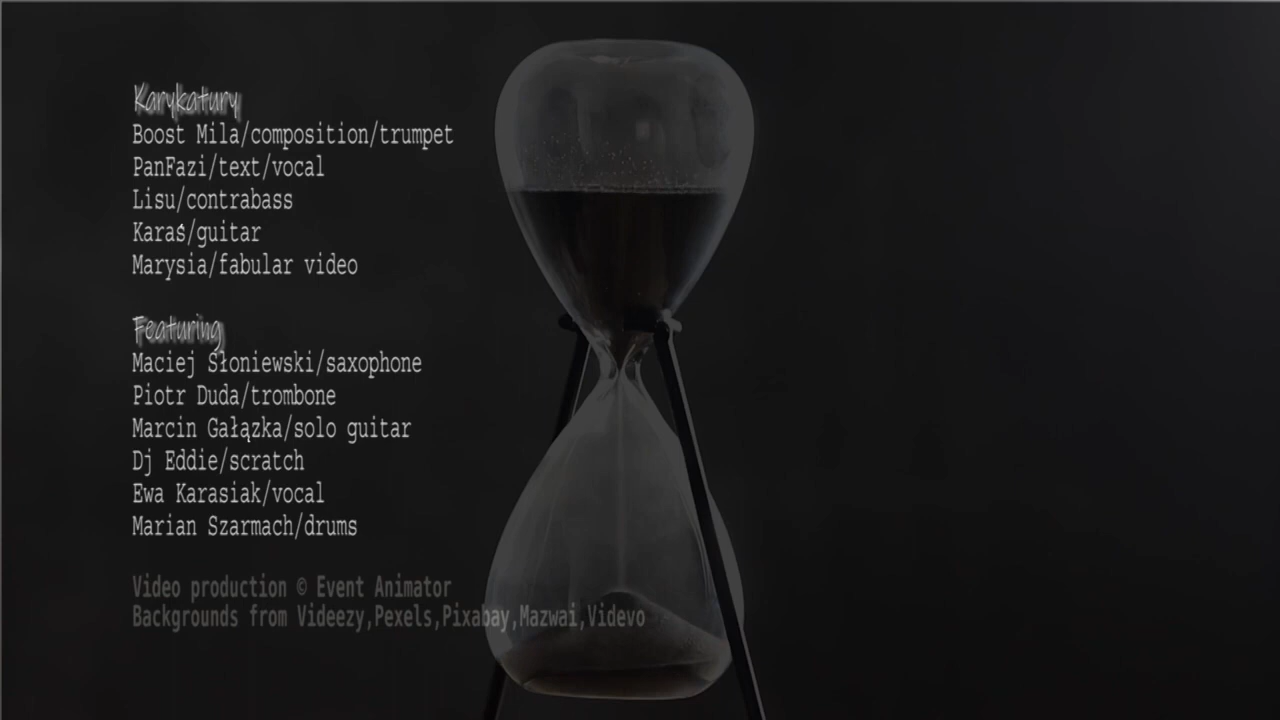 Karykatury
Boost Mila/composition/trumpet
PanFazi/text/vocal
Lisu/contrabass
Karaś/guitar
Marysia/fabular video
Featuring
Maciej Słoniewski/saxophone
Piotr Duda/trombone
Marcin Gałązka/solo guitar
Dj Eddie/scratch
Ewa Karasiak/vocal
Marian Szarmach/drums
Video production © Event Animator
Backgrounds from Videezy,Pexels,Pixabay,Mazwai,Videvo